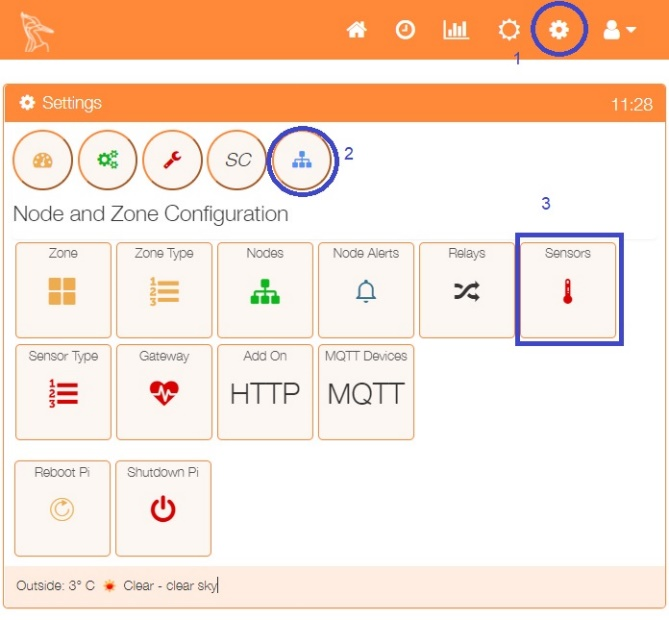 1
Settings
11:28
SC
2
Node and Zone Configuration
3
Zone
Zone Type
Nodes
Node Alerts
Relays
Sensors
1
2
3
Sensor Type
Gateway
Add On
MQTT Devices
1
2
3
HTTP
MQTT
Reboot Pi
Shutdown Pi
Outside: 3° C Clear - clear sky